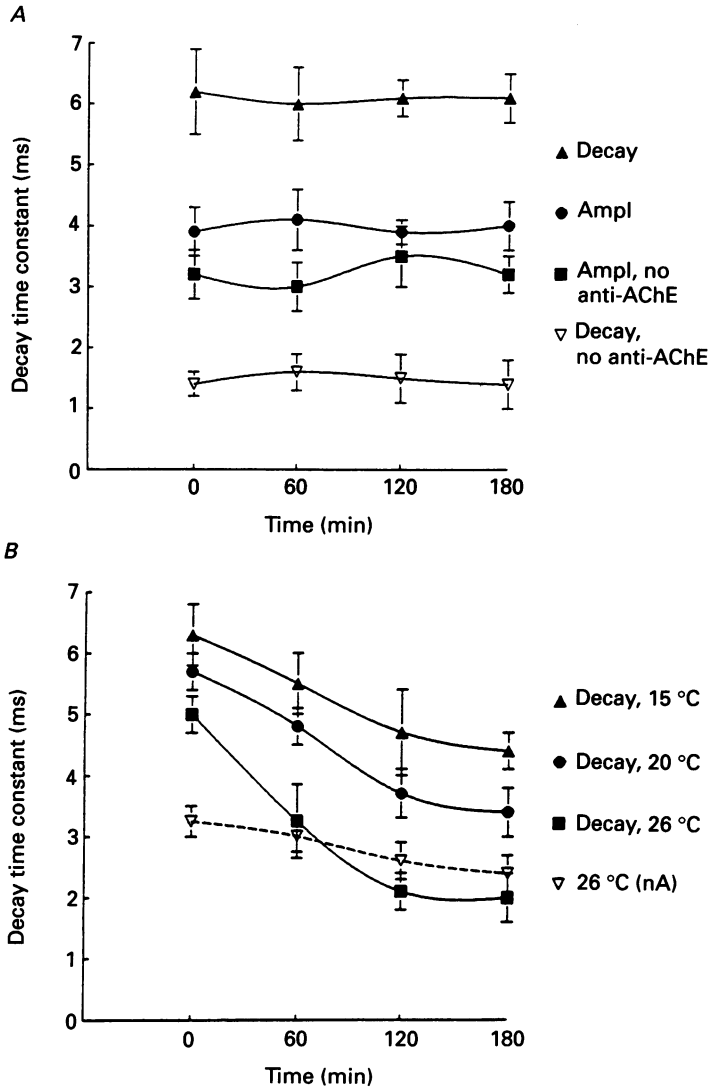 A
7
6
5
4
3
2
1
0
Decay time constant (ms)
0 60 120 180
Time (min)
Decay
Ampl
Ampl, no
anti-AChE
Decay,
no anti-AChE
B
7
6
5
4
3
2
1
0
Decay time constant (ms)
0 60 120 180
Time (min)
Decay, 15 °C
Decay, 20 °C
Decay, 26 °C
26 °C (nA)